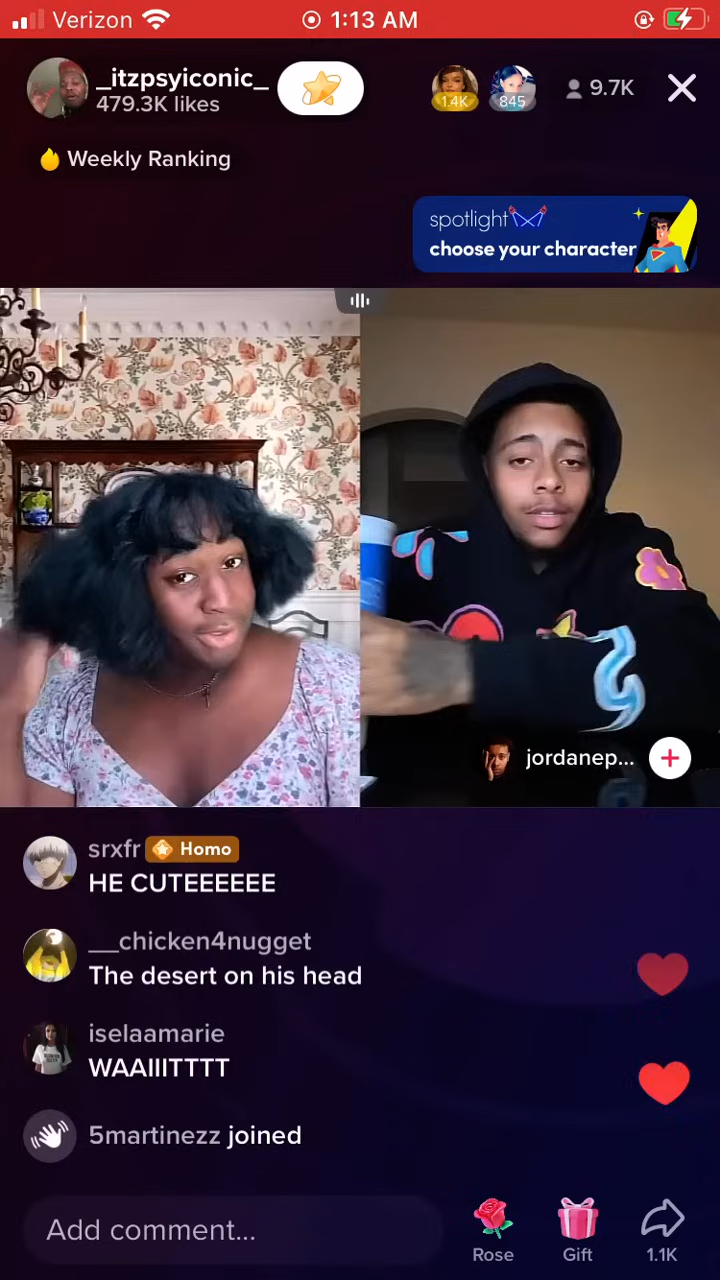 Verizon 1:13 AM
_itzpsyiconic_
479.3K likes
1.4K
845
9.7K
Weekly Ranking
spotlight
choose your character
jordanep...
srxfr Homo
HE CUTEEEEEE
__chicken4nugget
The desert on his head
iselaamarie
WAAIIITTTT
5martinezz joined
Add comment...
Rose
Gift
1.1K